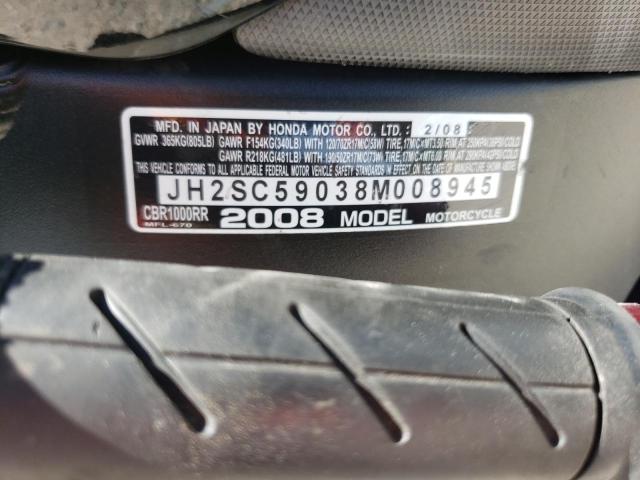 MFD. IN JAPAN BY HONDA MOTOR CO., LTD. 2/08
GVWR 365KG(805LB) GAWR F154KG(340LB) WITH 120/70ZR17M/C(58W) TIRE, 17M/C×MT3.50 RIM AT 250KPA(36PSI)COLD
GAWR R218KG(481LB) WITH 190/50ZR17M/C(73W) TIRE, 17M/C×MT6.00 RIM AT 290KPA(42PSI)COLD
THIS VEHICLE CONFORMS TO ALL APPLICABLE FEDERAL MOTOR VEHICLE SAFETY STANDARDS IN EFFECT ON THE DATE OF MANUFACTURE SHOWN ABOVE.
JH2SC59038M008945
CBR1000RR 2008 MODEL MOTORCYCLE
MFL-670